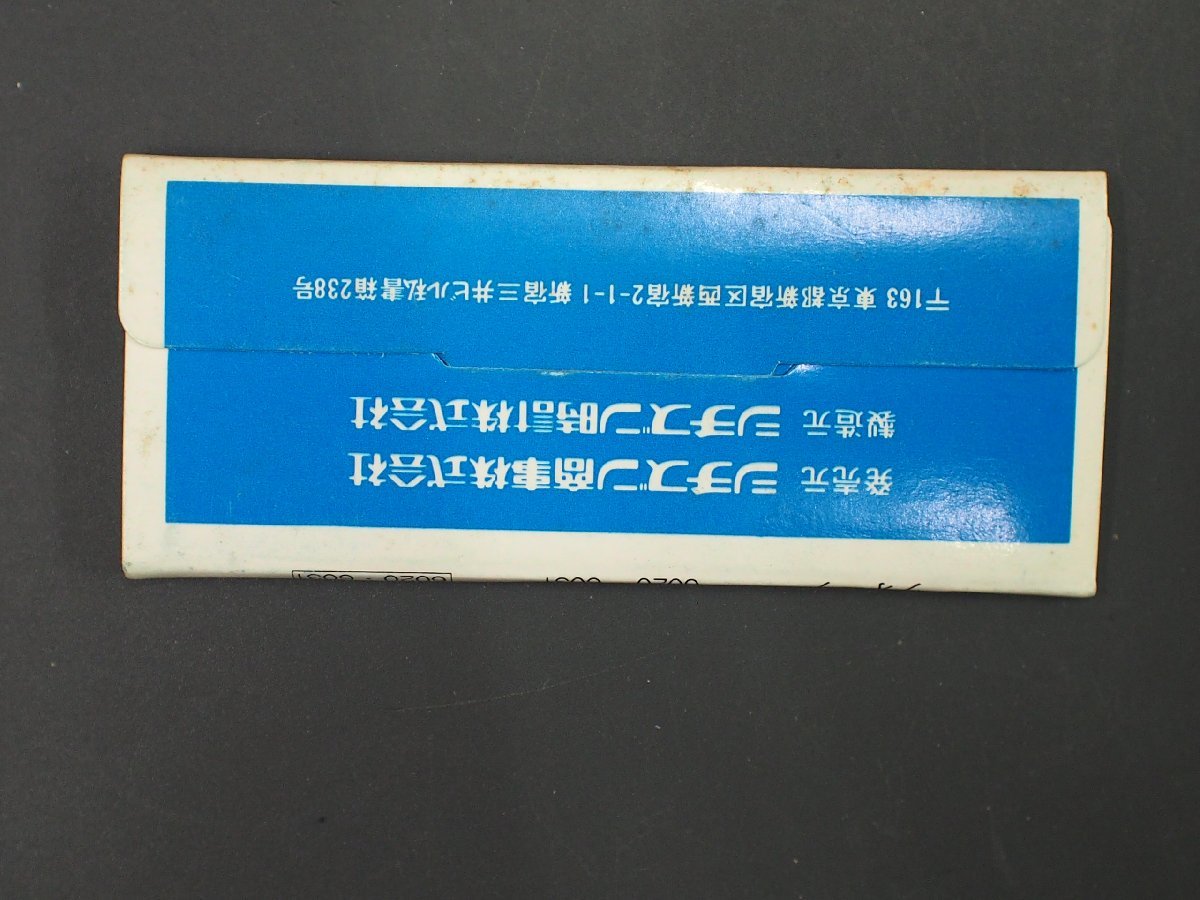 発売元 シチズン商事株式会社
製造元 シチズン時計株式会社
〒163 東京都新宿区西新宿2-1-1 新宿三井ビル私書箱238号